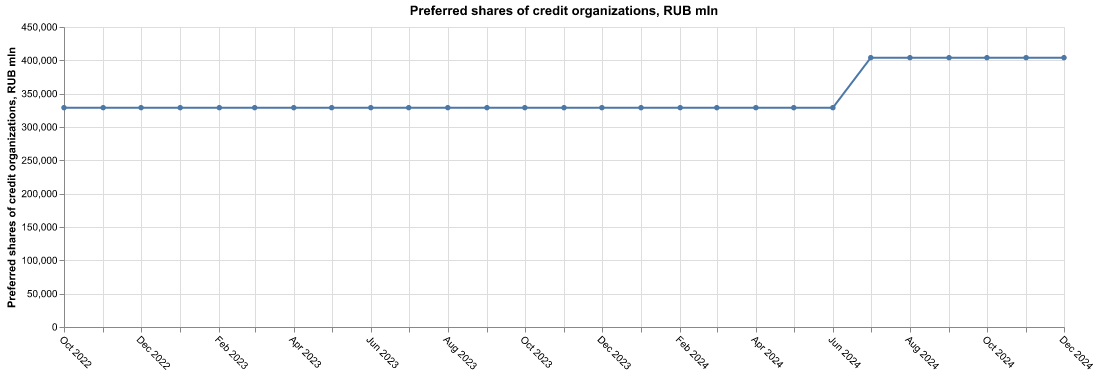 Preferred shares of credit organizations, RUB mln
Preferred shares of credit organizations, RUB mln
450,000
400,000
350,000
300,000
250,000
200,000
150,000
100,000
50,000
0
Oct 2022
Dec 2022
Feb 2023
Apr 2023
Jun 2023
Aug 2023
Oct 2023
Dec 2023
Feb 2024
Apr 2024
Jun 2024
Aug 2024
Oct 2024
Dec 2024